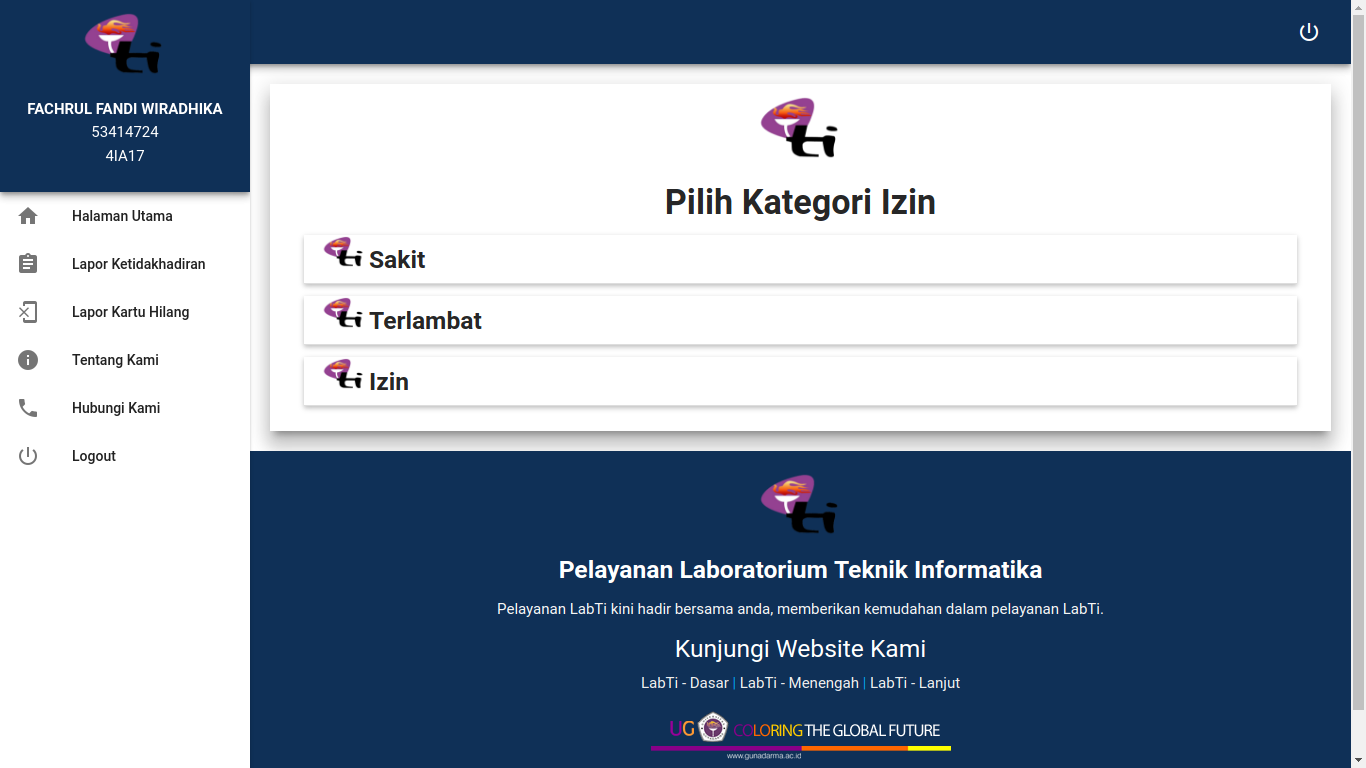 ti
FACHRUL FANDI WIRADHIKA
53414724
4IA17
Halaman Utama
Lapor Ketidakhadiran
Lapor Kartu Hilang
Tentang Kami
Hubungi Kami
Logout
ti
Pilih Kategori Izin
ti Sakit
ti Terlambat
ti Izin
ti
Pelayanan Laboratorium Teknik Informatika
Pelayanan LabTi kini hadir bersama anda, memberikan kemudahan dalam pelayanan LabTi.
Kunjungi Website Kami
LabTi - Dasar | LabTi - Menengah | LabTi - Lanjut
UG COLORING THE GLOBAL FUTURE
www.gunadarma.ac.id